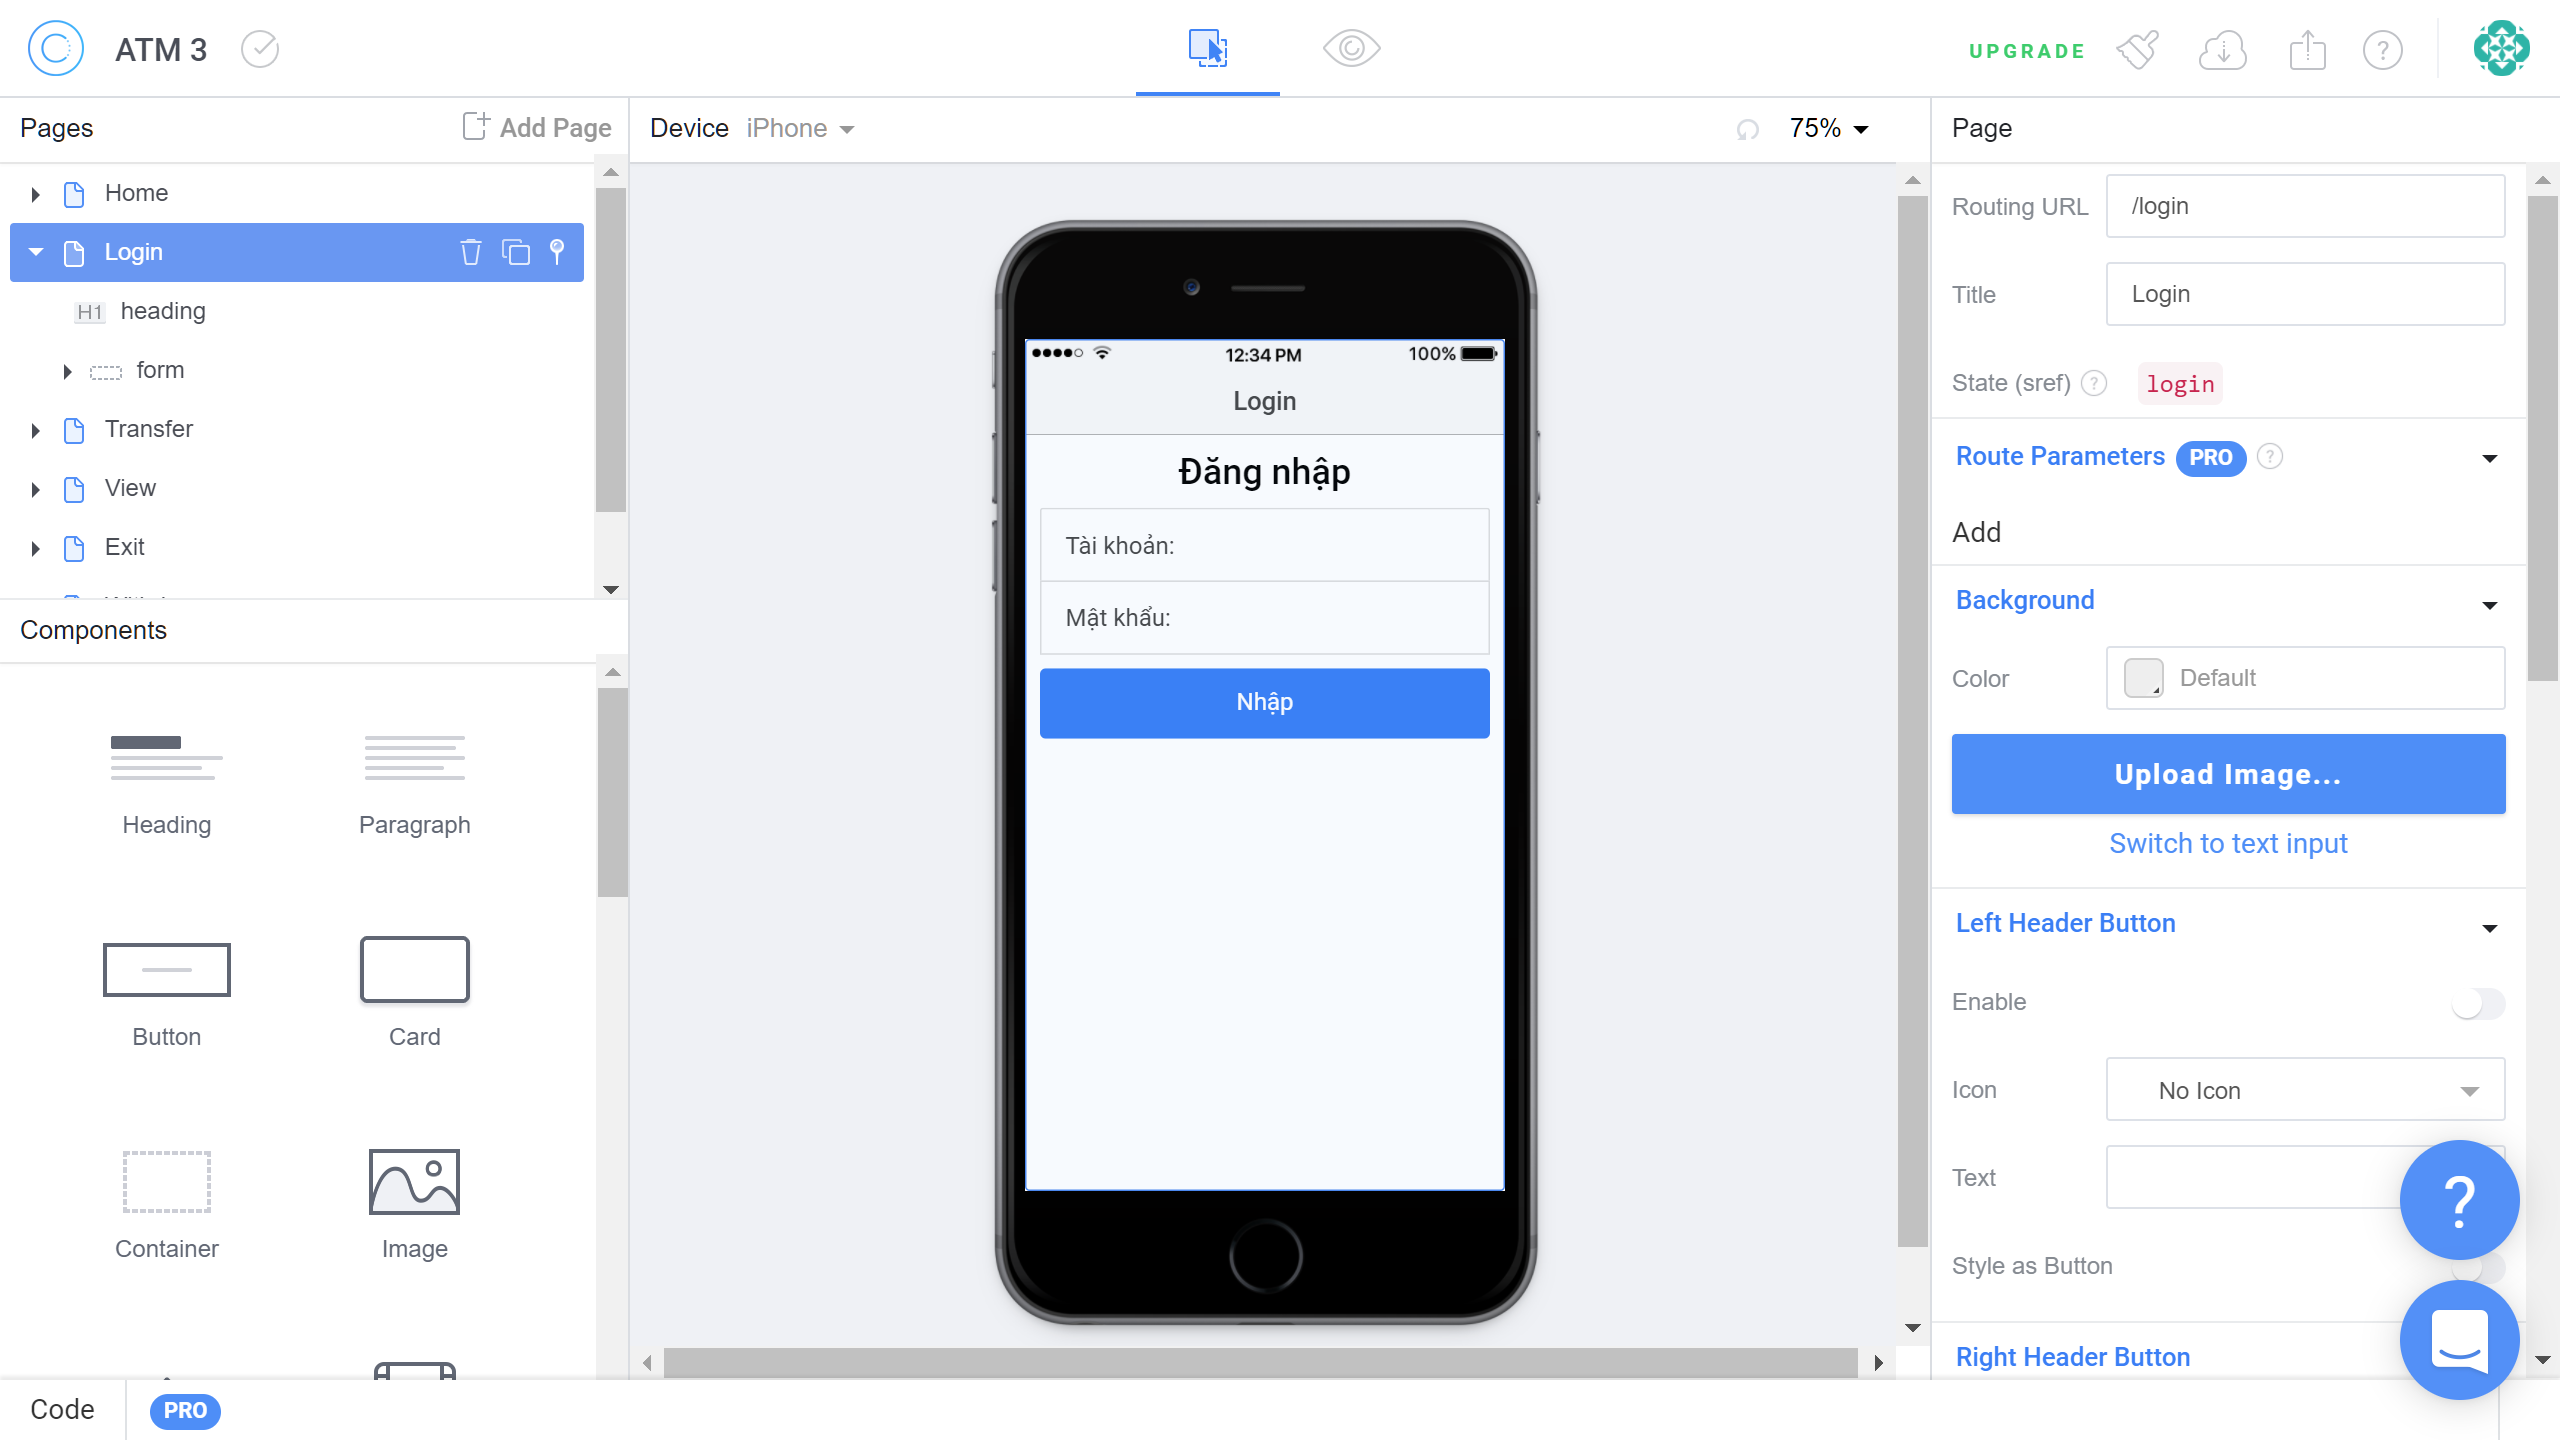 ATM 3
UPGRADE
?
Pages
Add Page
Device iPhone
75%
Page
Home
Login
H1 heading
form
Transfer
View
Exit
Components
Heading
Paragraph
Button
Card
Container
Image
12:34 PM
100%
Login
Đăng nhập
Tài khoản:
Mật khẩu:
Nhập
Routing URL
/login
Title
Login
State (sref) ?
login
Route Parameters PRO ?
Add
Background
Color
Default
Upload Image...
Switch to text input
Left Header Button
Enable
Icon
No Icon
Text
?
Style as Button
Right Header Button
Code
PRO